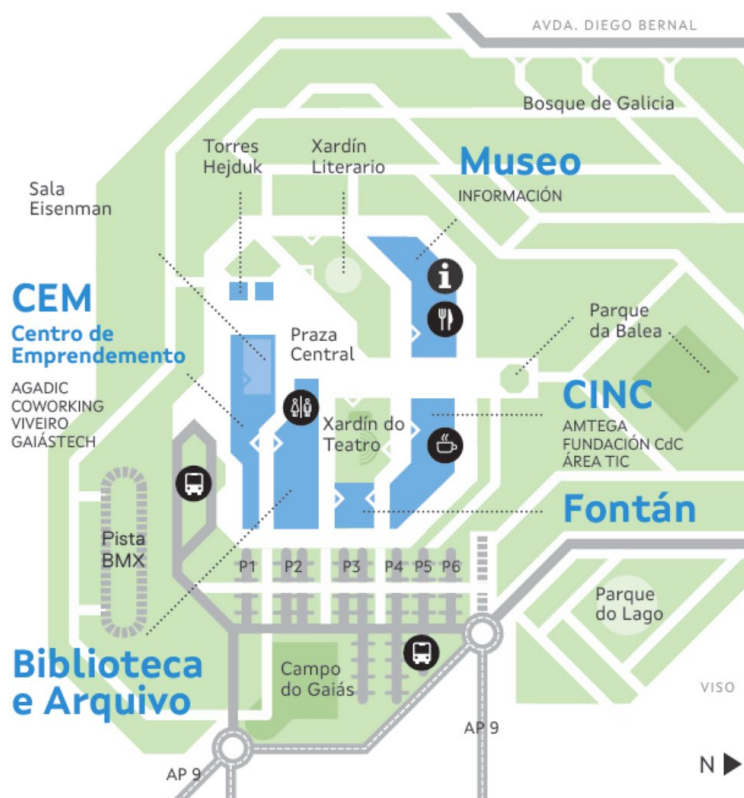 AVDA. DIEGO BERNAL
Bosque de Galicia
Torres
Hejduk
Xardín
Literario
Museo
INFORMACIÓN
Sala
Eisenman
CEM
Centro de
Emprendemento
AGADIC
COWORKING
VIVEIRO
GAIÁSTECH
Praza
Central
Parque
da Balea
Xardín do
Teatro
CINC
AMTEGA
FUNDACIÓN CdC
ÁREA TIC
Fontán
Pista
BMX
P1 P2 P3 P4 P5 P6
Parque
do Lago
Biblioteca
e Arquivo
Campo
do Gaiás
VISO
AP 9
AP 9
N